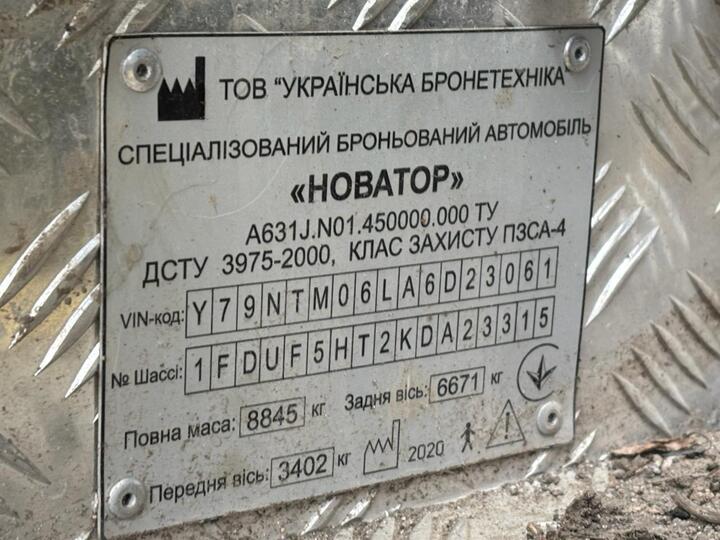 ТОВ "УКРАЇНСЬКА БРОНЕТЕХНІКА"
СПЕЦІАЛІЗОВАНИЙ БРОНЬОВАНИЙ АВТОМОБІЛЬ
«НОВАТОР»
А631J.N01.450000.000 ТУ
ДСТУ 3975-2000, КЛАС ЗАХИСТУ ПЗСА-4
VIN-код: Y79NTM06LA6D23061
№ Шассі: 1FDUF5HT2KDA23315
Повна маса: 8845 кг Задня вісь: 6671 кг
Передня вісь: 3402 кг 2020